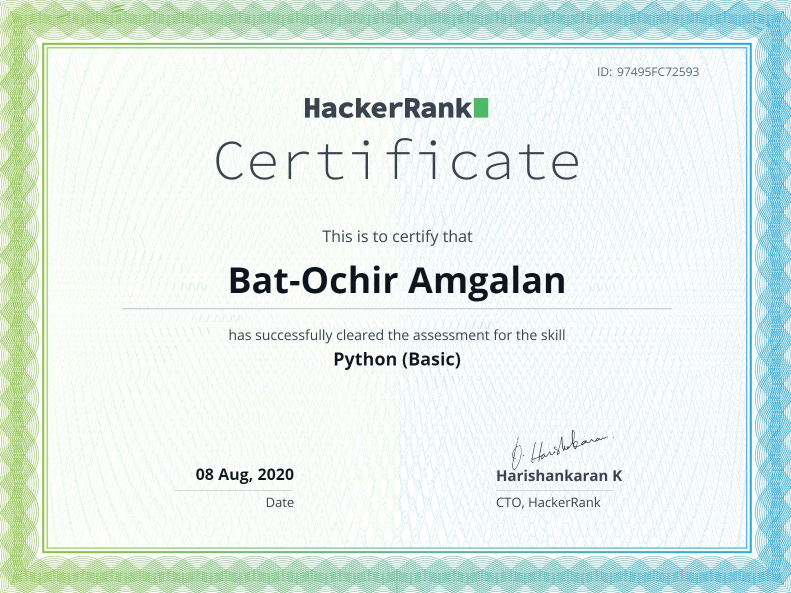 ID: 97495FC72593
HackerRank
Certificate
This is to certify that
Bat-Ochir Amgalan
has successfully cleared the assessment for the skill
Python (Basic)
08 Aug, 2020
Date
Harishankaran K
CTO, HackerRank